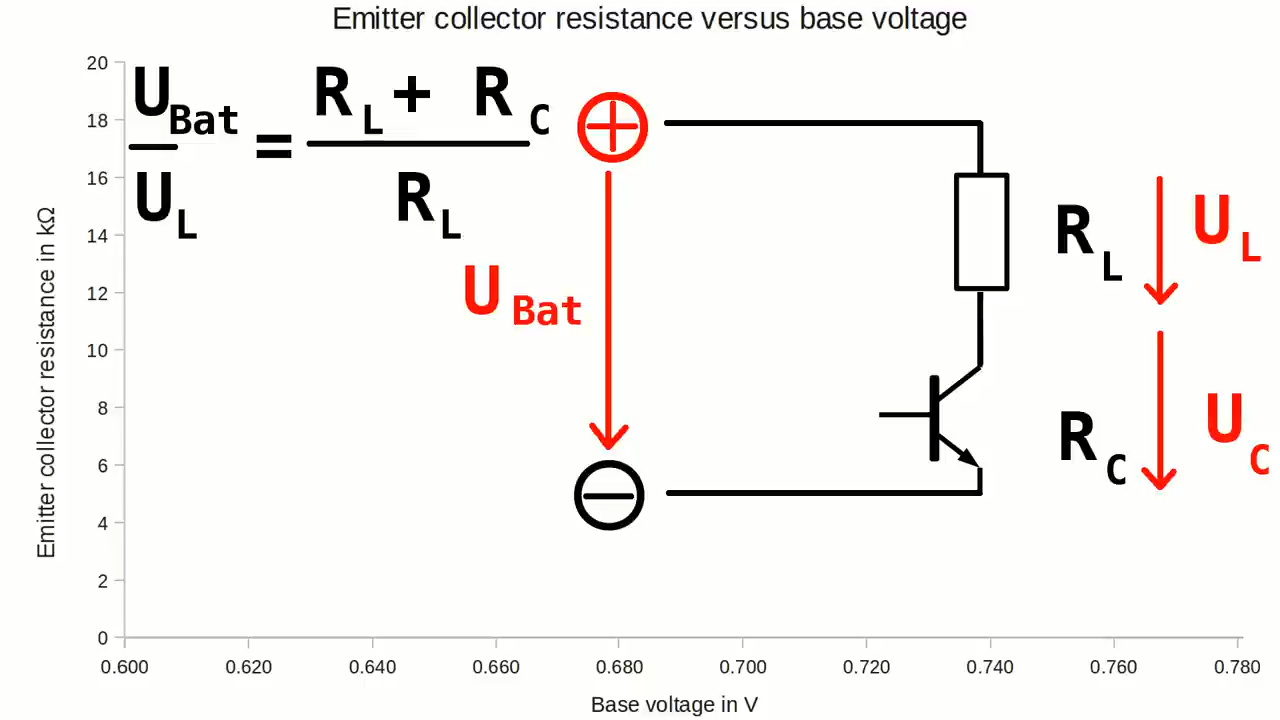 Emitter collector resistance versus base voltage
U_Bat / U_L = R_L + R_C / R_L
U_Bat
R_L
U_L
R_C
U_C
Emitter collector resistance in kΩ
20
18
16
14
12
10
8
6
4
2
0
0.600 0.620 0.640 0.660 0.680 0.700 0.720 0.740 0.760 0.780
Base voltage in V